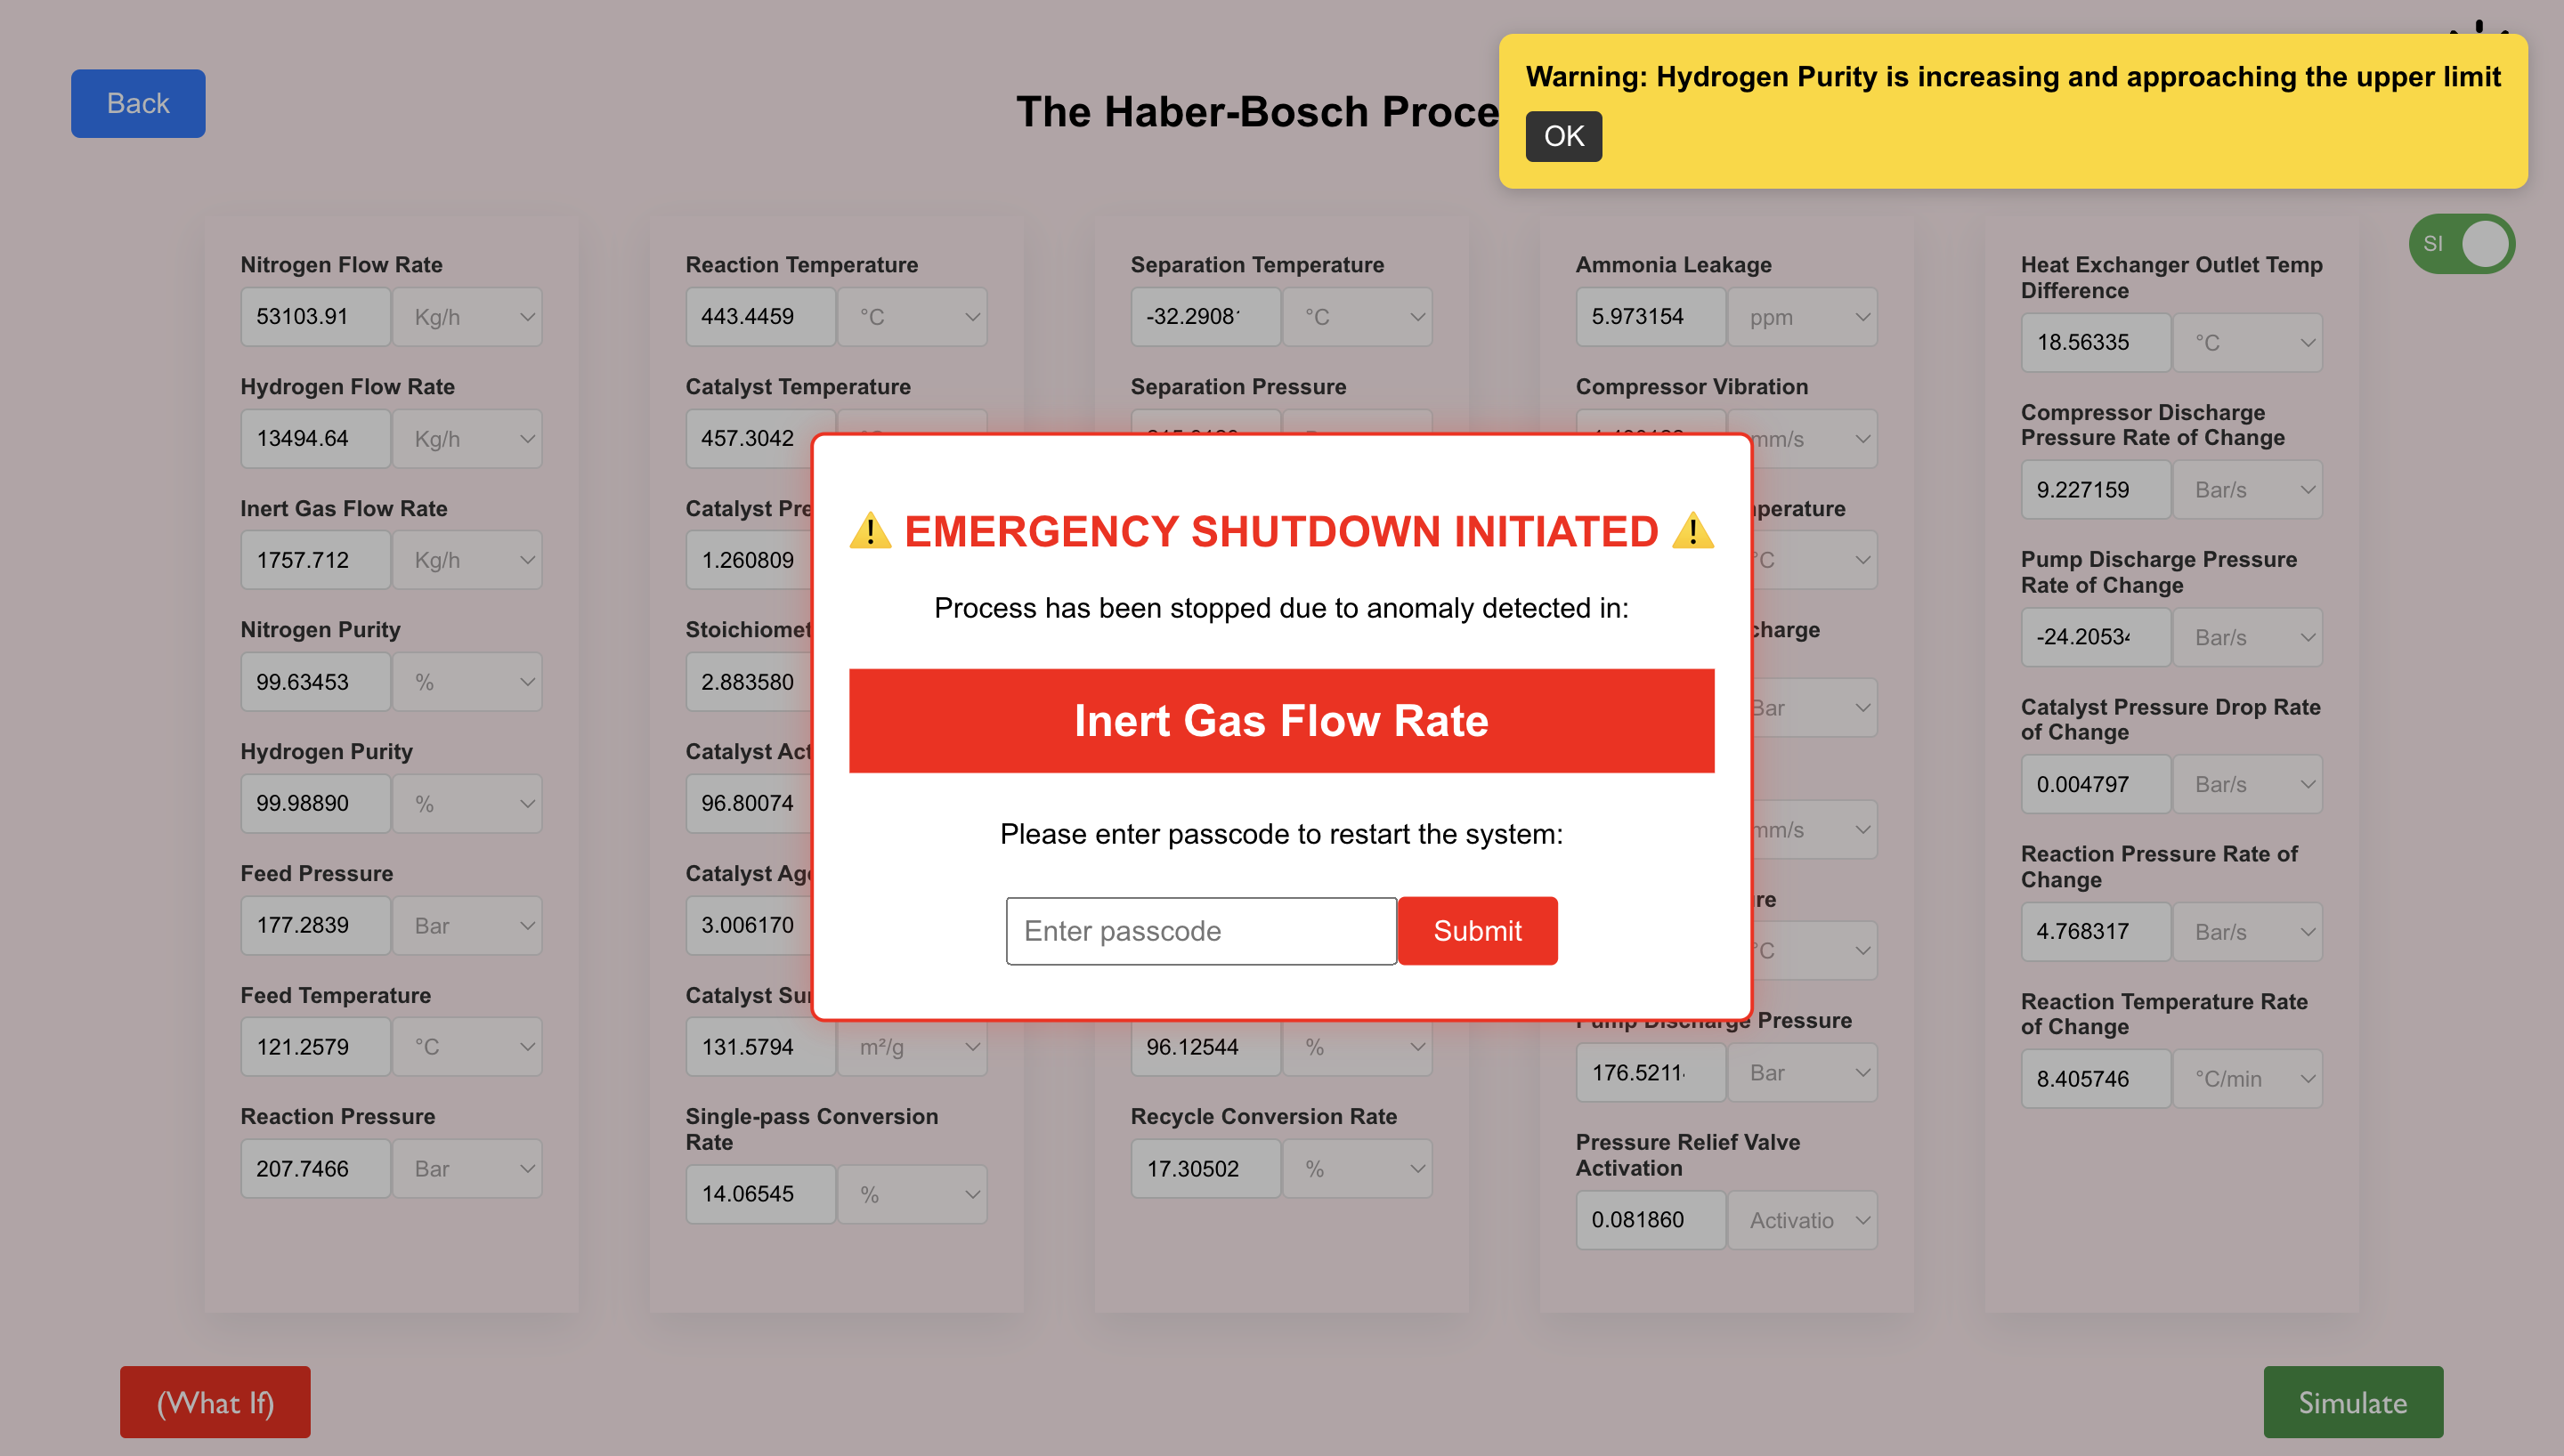 Back
The Haber-Bosch Proce
Warning: Hydrogen Purity is increasing and approaching the upper limit
OK
SI
Nitrogen Flow Rate
53103.91 Kg/h
Hydrogen Flow Rate
13494.64 Kg/h
Inert Gas Flow Rate
1757.712 Kg/h
Nitrogen Purity
99.63453 %
Hydrogen Purity
99.98890 %
Feed Pressure
177.2839 Bar
Feed Temperature
121.2579 °C
Reaction Pressure
207.7466 Bar
Reaction Temperature
443.4459 °C
Catalyst Temperature
457.3042
Catalyst Pre
1.260809
Stoichiomet
2.883580
Catalyst Act
96.80074
Catalyst Ag
3.006170
Catalyst Su
131.5794 m²/g
Single-pass Conversion
Rate
14.06545 %
Separation Temperature
-32.2908 °C
Separation Pressure
⚠️ EMERGENCY SHUTDOWN INITIATED ⚠️
Process has been stopped due to anomaly detected in:
Inert Gas Flow Rate
Please enter passcode to restart the system:
Enter passcode
Submit
96.12544 %
Recycle Conversion Rate
17.30502 %
Ammonia Leakage
5.973154 ppm
Compressor Vibration
mm/s
perature
°C
charge
Bar
mm/s
re
°C
Pump Discharge Pressure
176.5211 Bar
Pressure Relief Valve
Activation
0.081860 Activatio
Heat Exchanger Outlet Temp
Difference
18.56335 °C
Compressor Discharge
Pressure Rate of Change
9.227159 Bar/s
Pump Discharge Pressure
Rate of Change
-24.2053 Bar/s
Catalyst Pressure Drop Rate
of Change
0.004797 Bar/s
Reaction Pressure Rate of
Change
4.768317 Bar/s
Reaction Temperature Rate
of Change
8.405746 °C/min
(What If)
Simulate